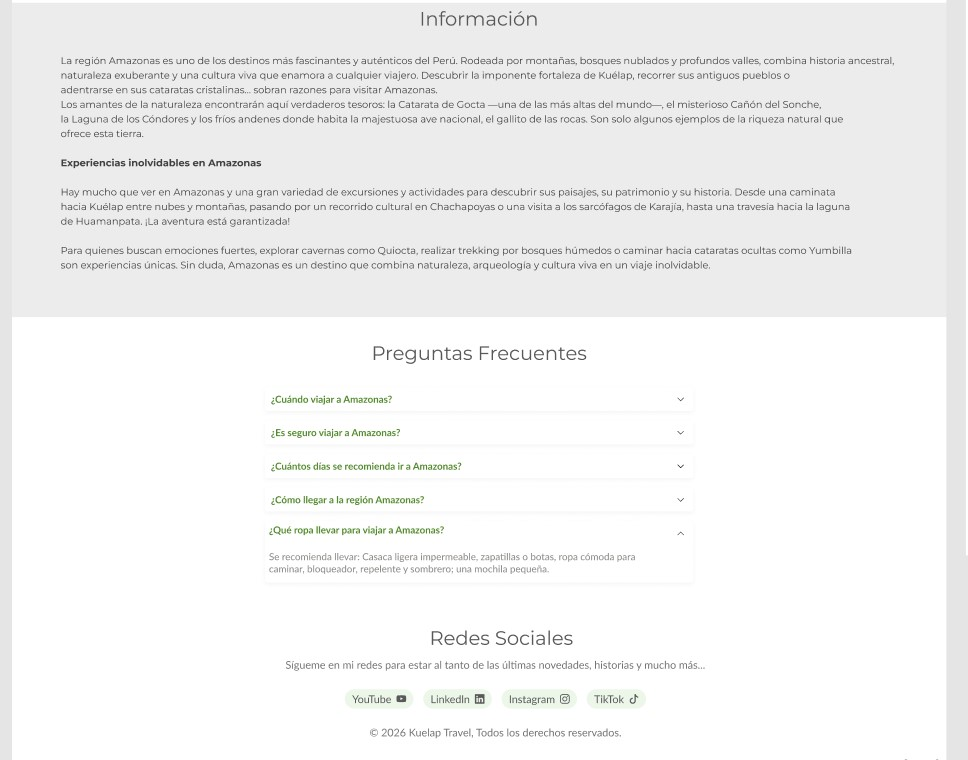 Información
La región Amazonas es uno de los destinos más fascinantes y auténticos del Perú. Rodeada por montañas, bosques nublados y profundos valles, combina historia ancestral,
naturaleza exuberante y una cultura viva que enamora a cualquier viajero. Descubrir la imponente fortaleza de Kuélap, recorrer sus antiguos pueblos o
adentrarse en sus cataratas cristalinas... sobran razones para visitar Amazonas.
Los amantes de la naturaleza encontrarán aquí verdaderos tesoros: la Catarata de Gocta —una de las más altas del mundo—, el misterioso Cañón del Sonche,
la Laguna de los Cóndores y los fríos andenes donde habita la majestuosa ave nacional, el gallito de las rocas. Son solo algunos ejemplos de la riqueza natural que
ofrece esta tierra.
Experiencias inolvidables en Amazonas
Hay mucho que ver en Amazonas y una gran variedad de excursiones y actividades para descubrir sus paisajes, su patrimonio y su historia. Desde una caminata
hacia Kuélap entre nubes y montañas, pasando por un recorrido cultural en Chachapoyas o una visita a los sarcófagos de Karajía, hasta una travesía hacia la laguna
de Huamanpata. ¡La aventura está garantizada!
Para quienes buscan emociones fuertes, explorar cavernas como Quiocta, realizar trekking por bosques húmedos o caminar hacia cataratas ocultas como Yumbilla
son experiencias únicas. Sin duda, Amazonas es un destino que combina naturaleza, arqueología y cultura viva en un viaje inolvidable.
Preguntas Frecuentes
¿Cuándo viajar a Amazonas?
¿Es seguro viajar a Amazonas?
¿Cuántos días se recomienda ir a Amazonas?
¿Cómo llegar a la región Amazonas?
¿Qué ropa llevar para viajar a Amazonas?
Se recomienda llevar: Casaca ligera impermeable, zapatillas o botas, ropa cómoda para
caminar, bloqueador, repelente y sombrero; una mochila pequeña.
Redes Sociales
Sígueme en mi redes para estar al tanto de las últimas novedades, historias y mucho más...
YouTube LinkedIn Instagram TikTok
© 2026 Kuelap Travel, Todos los derechos reservados.